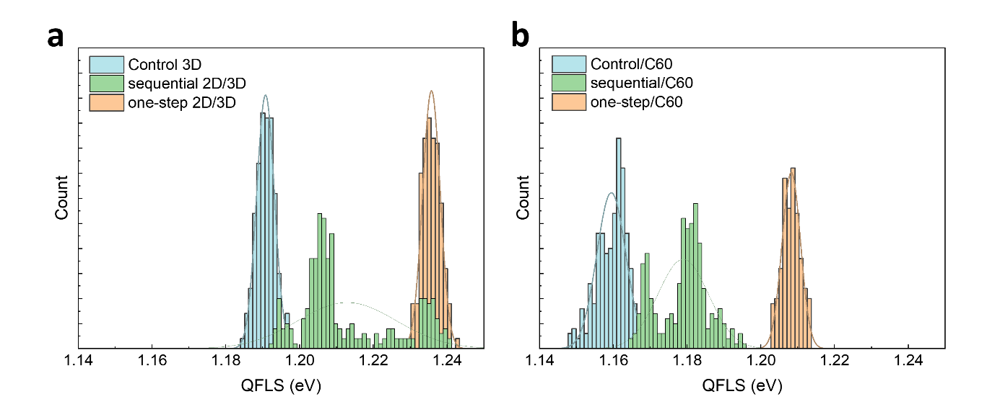 a
Control 3D
sequential 2D/3D
one-step 2D/3D
Count
1.14 1.16 1.18 1.20 1.22 1.24
QFLS (eV)
b
Control/C60
sequential/C60
one-step/C60
Count
1.14 1.16 1.18 1.20 1.22 1.24
QFLS (eV)